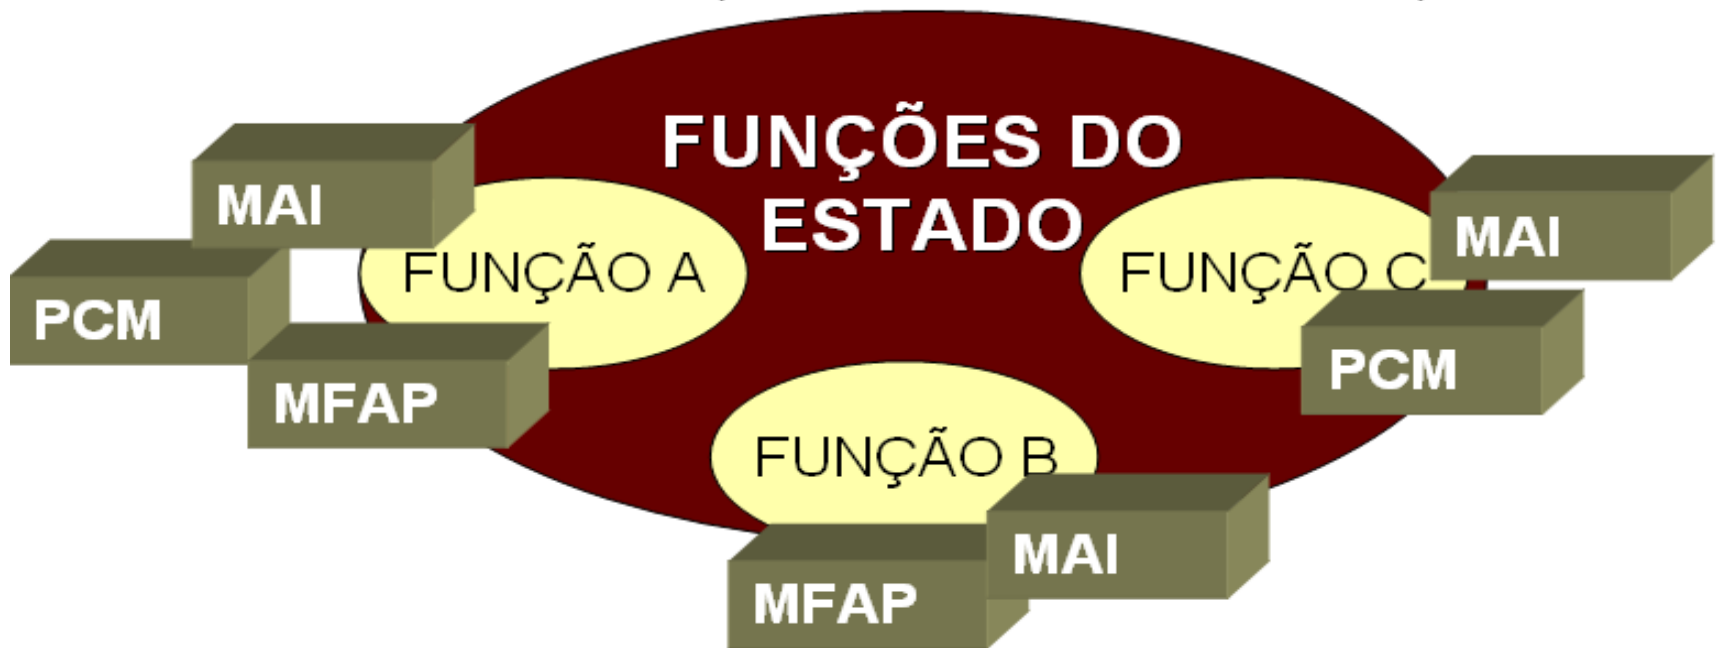 FUNÇÕES DO
ESTADO
MAI
FUNÇÃO A
PCM
MFAP
FUNÇÃO B
MFAP
MAI
FUNÇÃO C
MAI
PCM